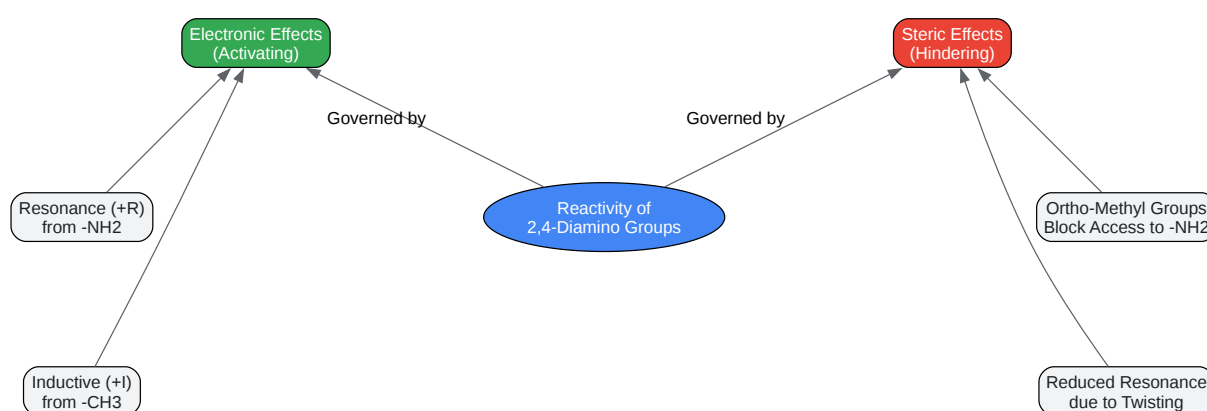 Electronic Effects
(Activating)
Steric Effects
(Hindering)
Governed by
Governed by
Resonance (+R)
from -NH2
Reactivity of
2,4-Diamino Groups
Ortho-Methyl Groups
Block Access to -NH2
Inductive (+I)
from -CH3
Reduced Resonance
due to Twisting